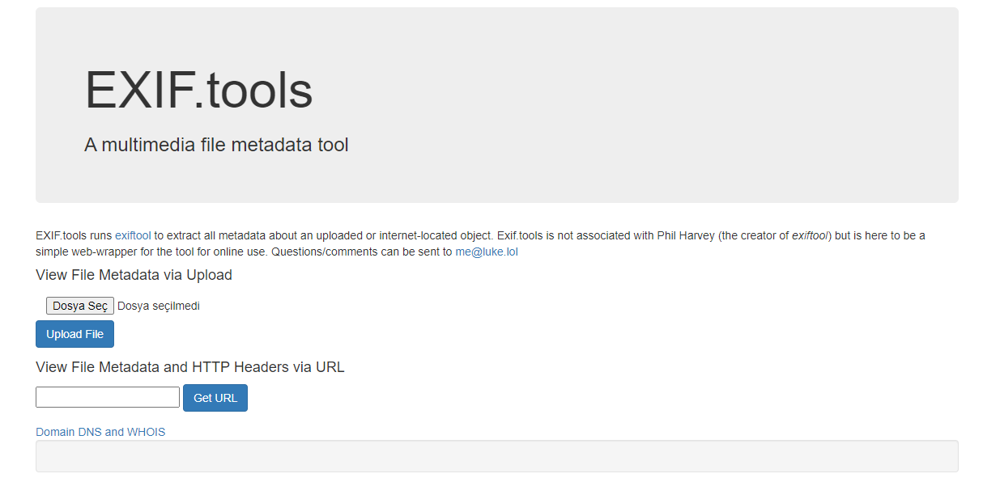 EXIF.tools
A multimedia file metadata tool
EXIF.tools runs exiftool to extract all metadata about an uploaded or internet-located object. Exif.tools is not associated with Phil Harvey (the creator of exiftool) but is here to be a
simple web-wrapper for the tool for online use. Questions/comments can be sent to me@luke.lol
View File Metadata via Upload
Dosya Seç Dosya seçilmedi
Upload File
View File Metadata and HTTP Headers via URL
Get URL
Domain DNS and WHOIS